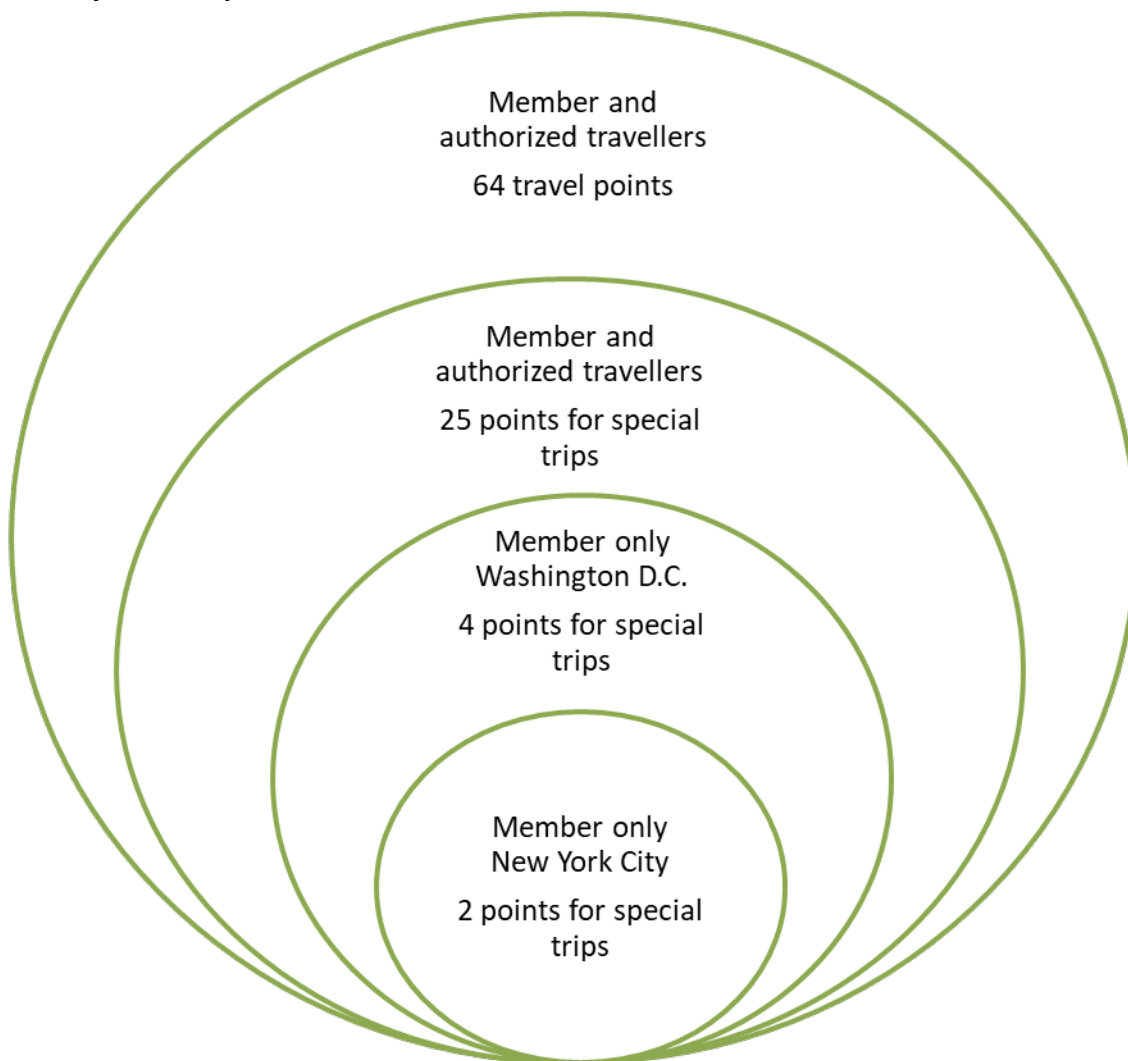 Member and
authorized travellers
64 travel points
Member and
authorized travellers
25 points for special
trips
Member only
Washington D.C.
4 points for special
trips
Member only
New York City
2 points for special
trips